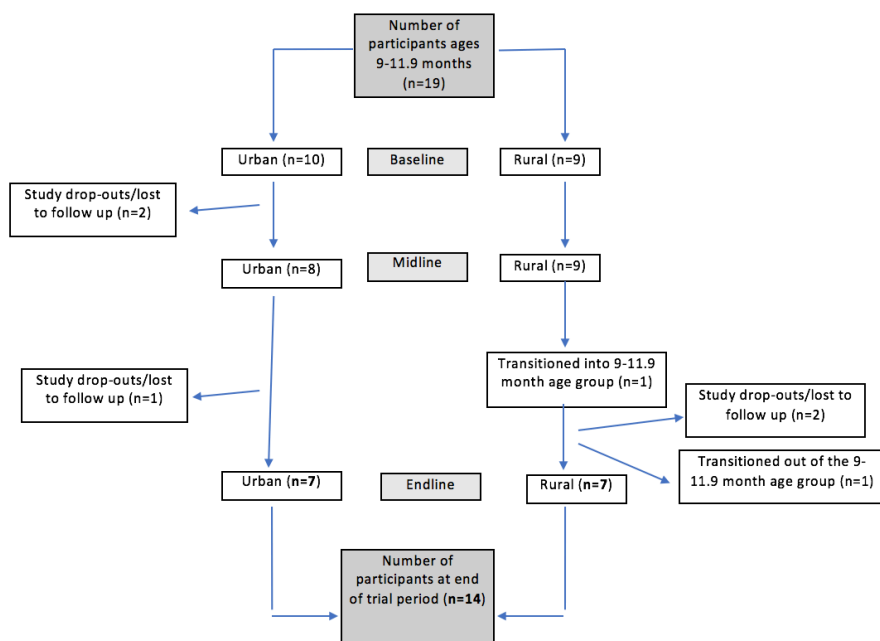 Number of
participants ages
9-11.9 months
(n=19)
Urban (n=10)
Baseline
Rural (n=9)
Study drop-outs/lost
to follow up (n=2)
Urban (n=8)
Midline
Rural (n=9)
Transitioned into 9-11.9
month age group (n=1)
Study drop-outs/lost
to follow up (n=1)
Study drop-outs/lost to
follow up (n=2)
Transitioned out of the 9-
11.9 month age group (n=1)
Urban (n=7)
Endline
Rural (n=7)
Number of
participants at end
of trial period (n=14)